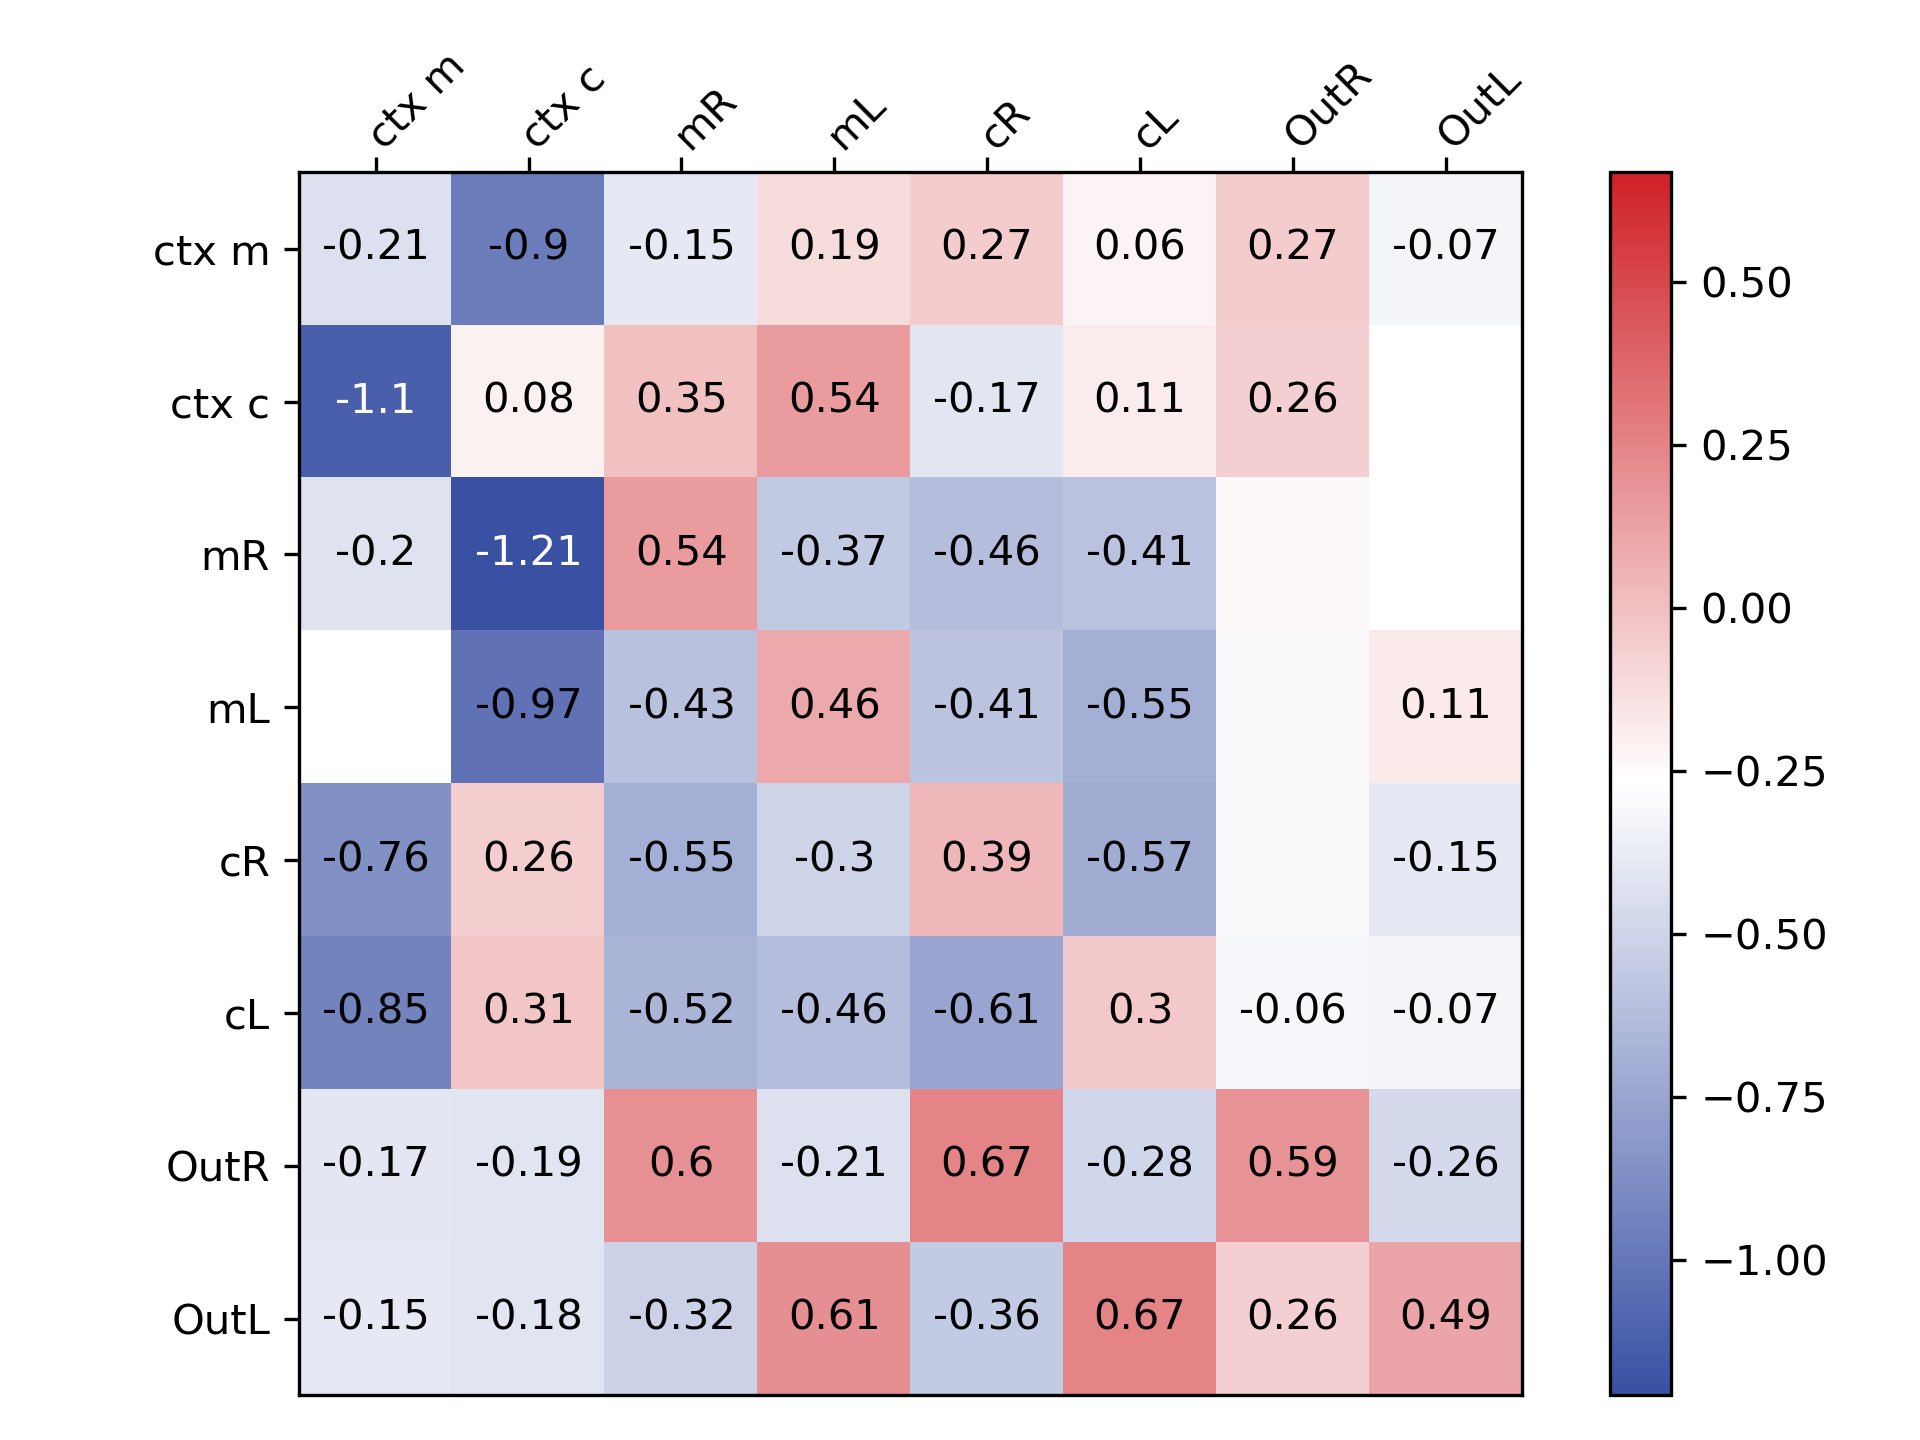 ctx m ctx c mR mL cR cL OutR OutL
ctx m -0.21 -0.9 -0.15 0.19 0.27 0.06 0.27 -0.07
ctx c -1.1 0.08 0.35 0.54 -0.17 0.11 0.26
mR -0.2 -1.21 0.54 -0.37 -0.46 -0.41
mL -0.97 -0.43 0.46 -0.41 -0.55 0.11
cR -0.76 0.26 -0.55 -0.3 0.39 -0.57 -0.15
cL -0.85 0.31 -0.52 -0.46 -0.61 0.3 -0.06 -0.07
OutR -0.17 -0.19 0.6 -0.21 0.67 -0.28 0.59 -0.26
OutL -0.15 -0.18 -0.32 0.61 -0.36 0.67 0.26 0.49
0.50
0.25
0.00
−0.25
−0.50
−0.75
−1.00